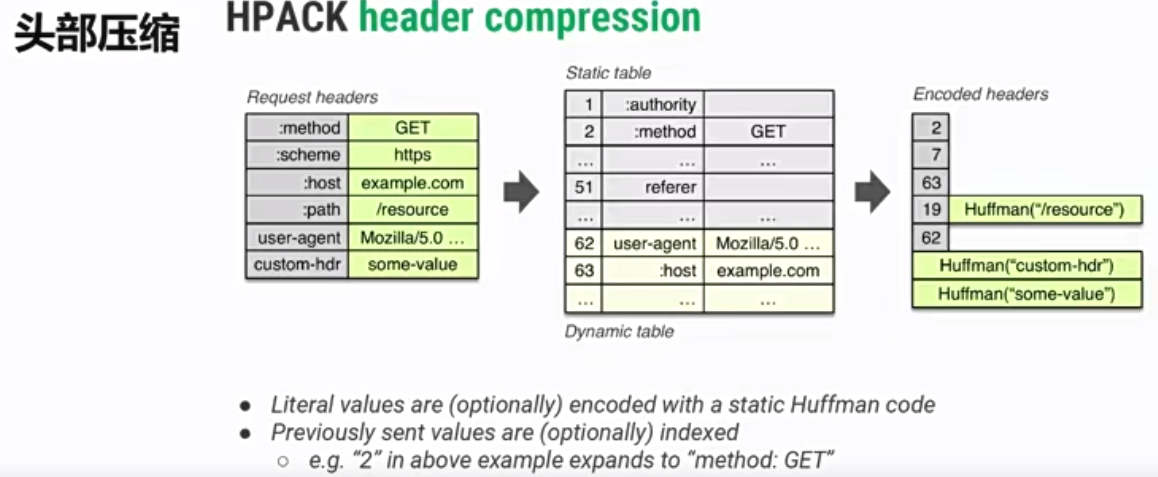 头部压缩
HPACK header compression
Request headers
:method GET
:scheme https
:host example.com
:path /resource
user-agent Mozilla/5.0 ...
custom-hdr some-value
Static table
1 :authority
2 :method GET
... ... ...
51 referer
... ... ...
62 user-agent Mozilla/5.0 ...
63 :host example.com
... ... ...
Dynamic table
Encoded headers
2
7
63
19 Huffman("/resource")
62
Huffman("custom-hdr")
Huffman("some-value")
● Literal values are (optionally) encoded with a static Huffman code
● Previously sent values are (optionally) indexed
○ e.g. "2" in above example expands to "method: GET"